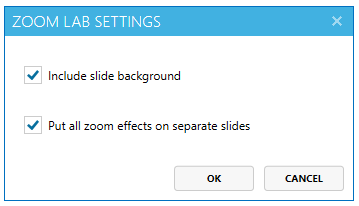 ZOOM LAB SETTINGS
Include slide background
Put all zoom effects on separate slides
OK CANCEL